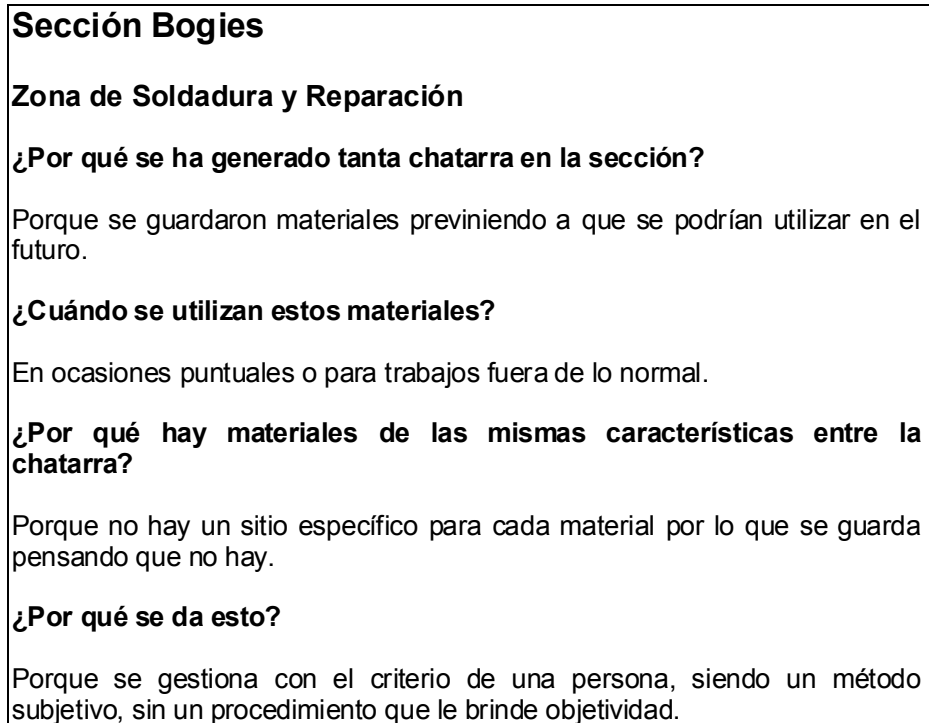 Sección Bogies
Zona de Soldadura y Reparación
¿Por qué se ha generado tanta chatarra en la sección?
Porque se guardaron materiales previniendo a que se podrían utilizar en el
futuro.
¿Cuándo se utilizan estos materiales?
En ocasiones puntuales o para trabajos fuera de lo normal.
¿Por qué hay materiales de las mismas características entre la
chatarra?
Porque no hay un sitio específico para cada material por lo que se guarda
pensando que no hay.
¿Por qué se da esto?
Porque se gestiona con el criterio de una persona, siendo un método
subjetivo, sin un procedimiento que le brinde objetividad.